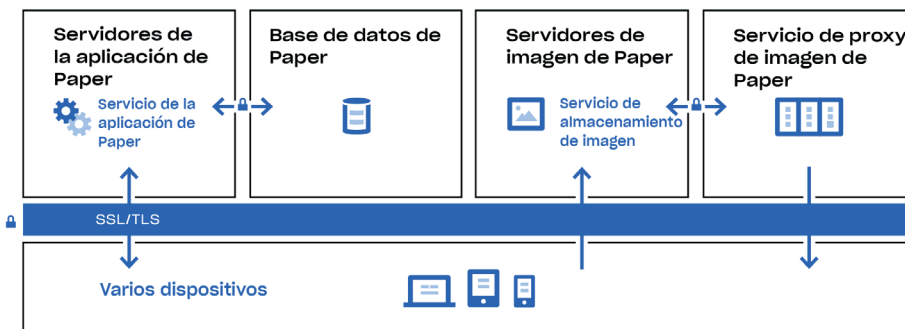 Servidores de
la aplicación de
Paper
Servicio de la
aplicación de
Paper
Base de datos de
Paper
Servidores de
imagen de Paper
Servicio de
almacenamiento
de imagen
Servicio de proxy
de imagen de
Paper
SSL/TLS
Varios dispositivos